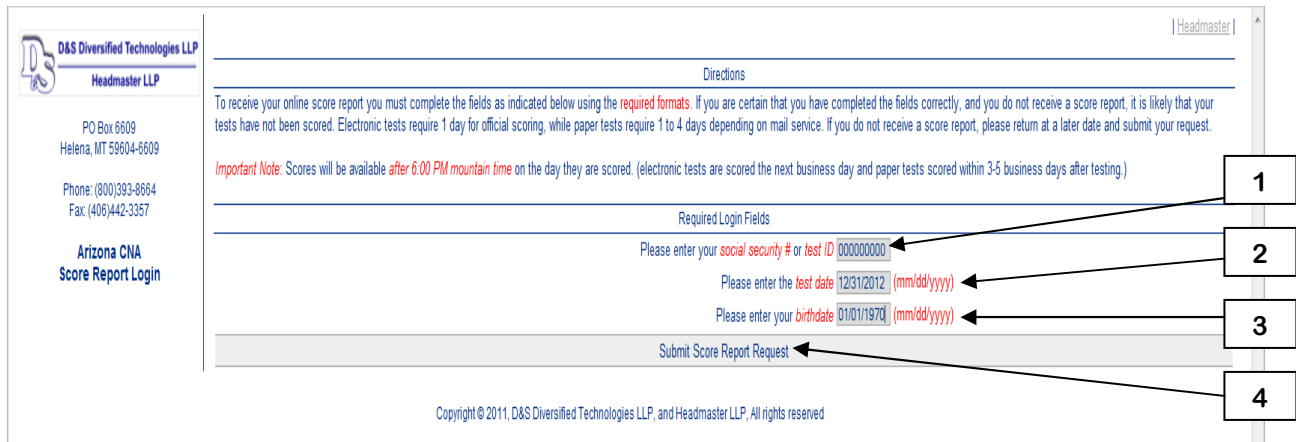 | Headmaster |
D&S Diversified Technologies LLP
Headmaster LLP
PO Box 6609
Helena, MT 59604-6609
Phone: (800)393-8664
Fax: (406)442-3357
Arizona CNA
Score Report Login
Directions
To receive your online score report you must complete the fields as indicated below using the required formats. If you are certain that you have completed the fields correctly, and you do not receive a score report, it is likely that your
tests have not been scored. Electronic tests require 1 day for official scoring, while paper tests require 1 to 4 days depending on mail service. If you do not receive a score report, please return at a later date and submit your request.
Important Note: Scores will be available after 6:00 PM mountain time on the day they are scored. (electronic tests are scored the next business day and paper tests scored within 3-5 business days after testing.)
1
Required Login Fields
Please enter your social security # or test ID 000000000
2
Please enter the test date 12/31/2012 (mm/dd/yyyy)
Please enter your birthdate 01/01/1970 (mm/dd/yyyy)
3
Submit Score Report Request
4
Copyright © 2011, D&S Diversified Technologies LLP, and Headmaster LLP, All rights reserved